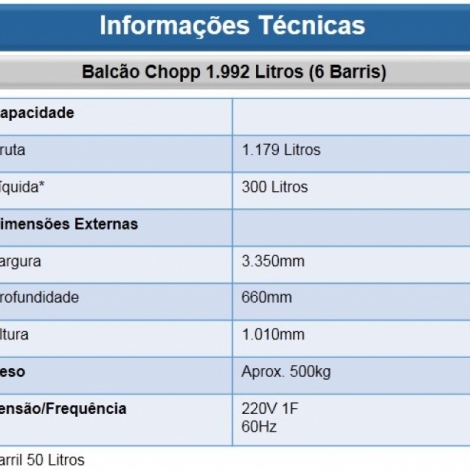 Informações Técnicas
Balcão Chopp 1.992 Litros (6 Barris)
apacidade
ruta 1.179 Litros
íquida* 300 Litros
imensões Externas
argura 3.350mm
rofundidade 660mm
ltura 1.010mm
eso Aprox. 500kg
ensão/Frequência 220V 1F
60Hz
arril 50 Litros